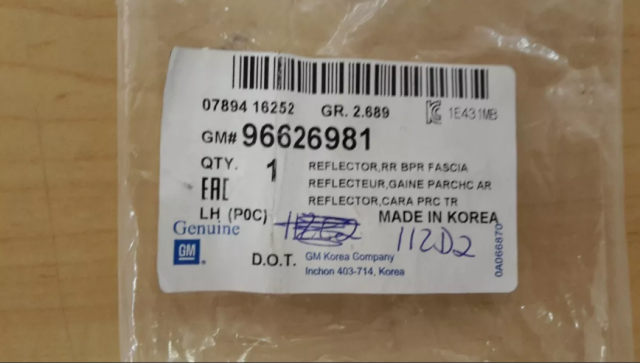 07894 16252 GR. 2.689 1E431MB
GM# 96626981
QTY. 1
REFLECTOR,RR BPR FASCIA
REFLECTEUR,GAINE PARCHC AR
REFLECTOR,CARA PRC TR
EAC
LH (P0C) MADE IN KOREA
112D2
Genuine
GM
D.O.T. GM Korea Company
Inchon 403-714, Korea
0A066870